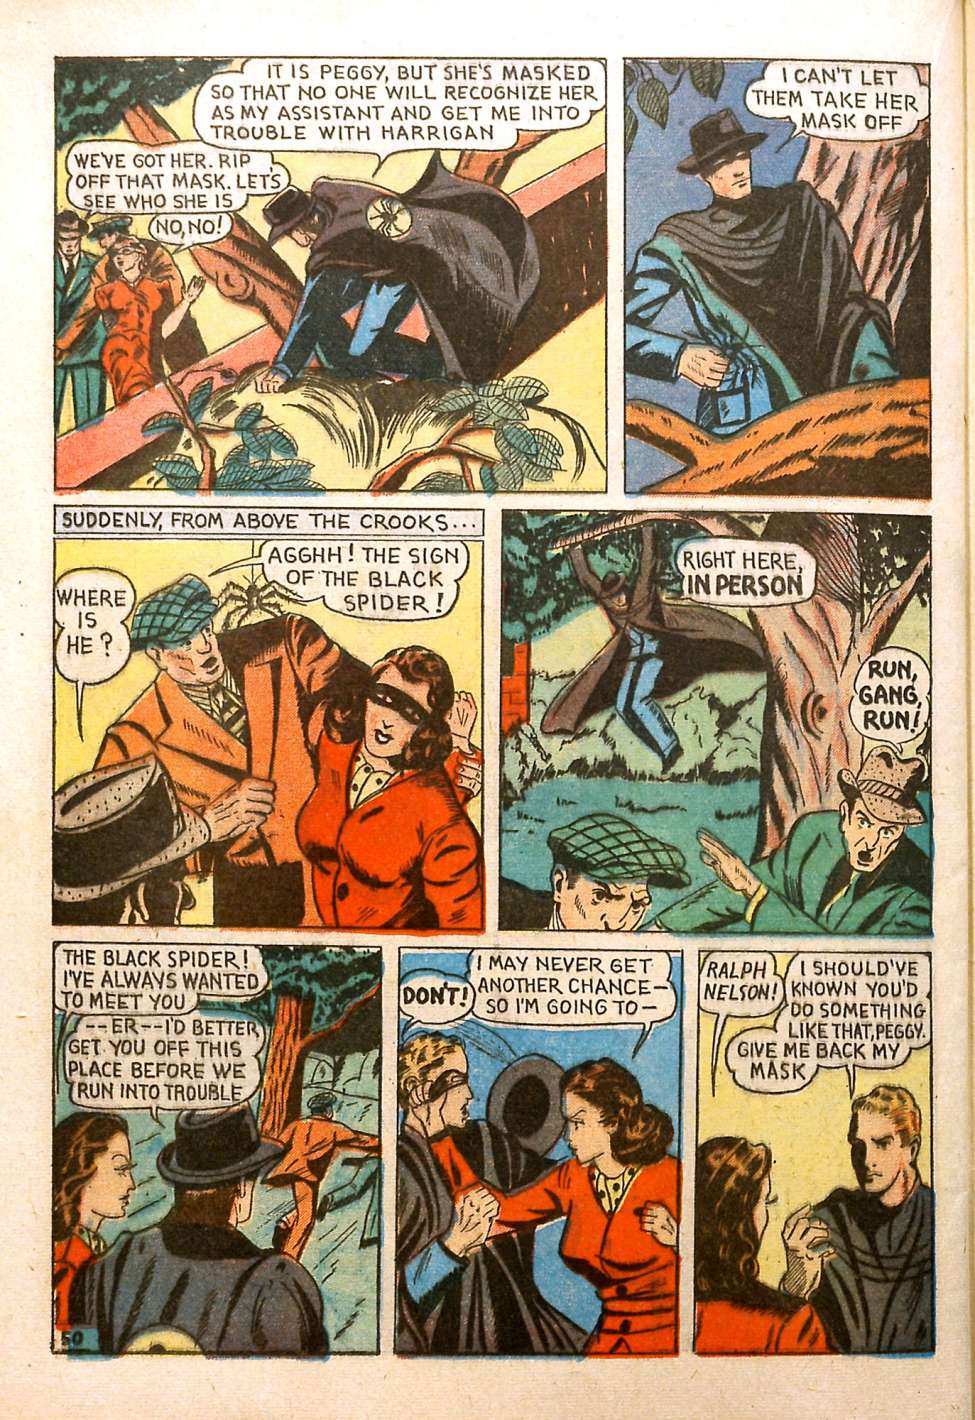 IT IS PEGGY, BUT SHE'S MASKED
SO THAT NO ONE WILL RECOGNIZE HER
AS MY ASSISTANT AND GET ME INTO
TROUBLE WITH HARRIGAN
WE'VE GOT HER. RIP
OFF THAT MASK. LET'S
SEE WHO SHE IS
NO, NO!
I CAN'T LET
THEM TAKE HER
MASK OFF
SUDDENLY, FROM ABOVE THE CROOKS...
WHERE
IS
HE?
AGGHH! THE SIGN
OF THE BLACK
SPIDER!
RIGHT HERE,
IN PERSON
RUN,
GANG,
RUN!
THE BLACK SPIDER!
I'VE ALWAYS WANTED
TO MEET YOU
--ER--I'D BETTER
GET YOU OFF THIS
PLACE BEFORE WE
RUN INTO TROUBLE
50
DON'T!
I MAY NEVER GET
ANOTHER CHANCE—
SO I'M GOING TO—
RALPH
NELSON!
I SHOULD'VE
KNOWN YOU'D
DO SOMETHING
LIKE THAT, PEGGY.
GIVE ME BACK MY
MASK